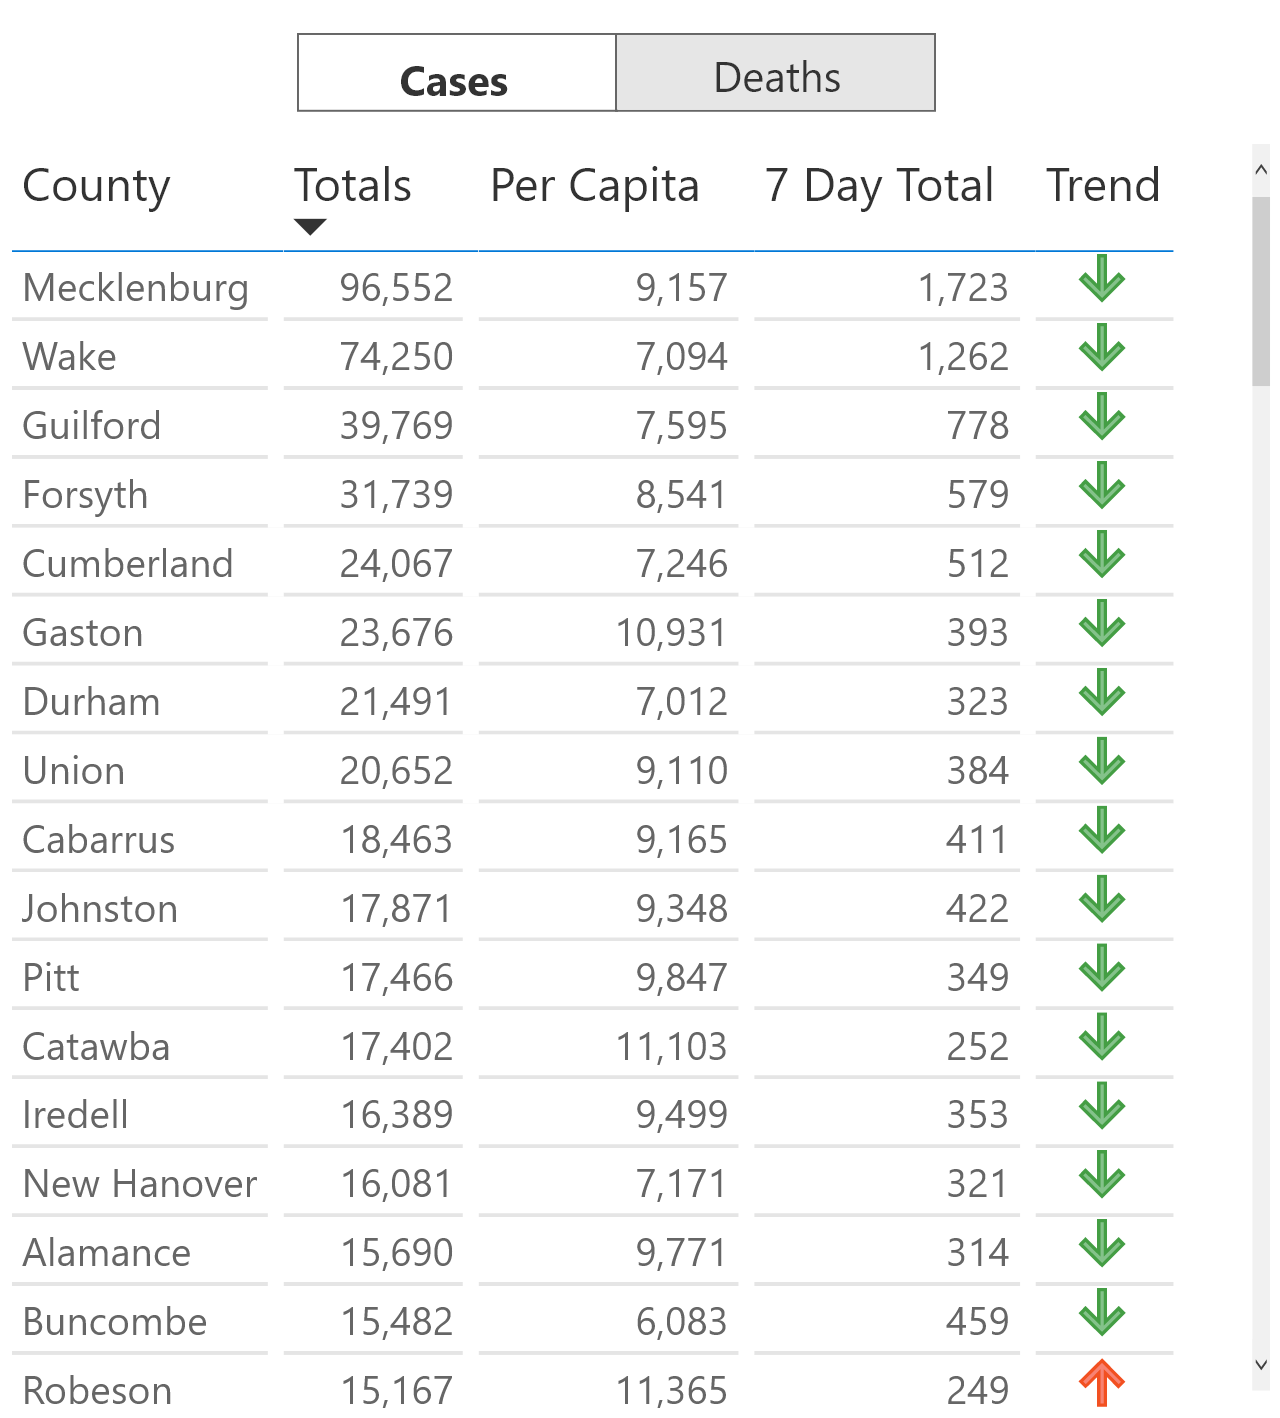 Cases Deaths
County Totals Per Capita 7 Day Total Trend
Mecklenburg 96,552 9,157 1,723
Wake 74,250 7,094 1,262
Guilford 39,769 7,595 778
Forsyth 31,739 8,541 579
Cumberland 24,067 7,246 512
Gaston 23,676 10,931 393
Durham 21,491 7,012 323
Union 20,652 9,110 384
Cabarrus 18,463 9,165 411
Johnston 17,871 9,348 422
Pitt 17,466 9,847 349
Catawba 17,402 11,103 252
Iredell 16,389 9,499 353
New Hanover 16,081 7,171 321
Alamance 15,690 9,771 314
Buncombe 15,482 6,083 459
Robeson 15,167 11,365 249